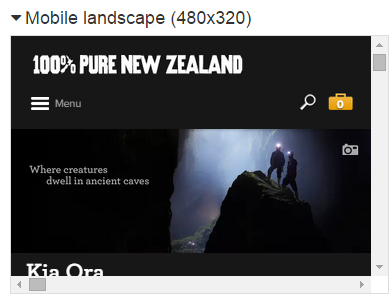 Mobile landscape (480x320)
100% PURE NEW ZEALAND
Menu
0
Where creatures
dwell in ancient caves
Kia Ora